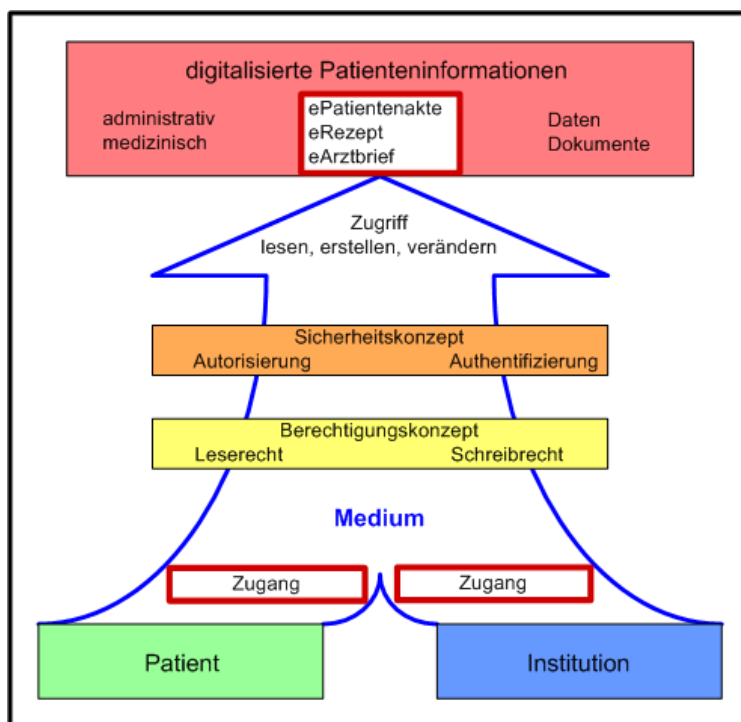 digitalisierte Patienteninformationen
administrativ
medizinisch
ePatientenakte
eRezept
eArztbrief
Daten
Dokumente
Zugriff
lesen, erstellen, verändern
Sicherheitskonzept
Autorisierung Authentifizierung
Berechtigungskonzept
Leserecht Schreibrecht
Medium
Zugang Zugang
Patient Institution